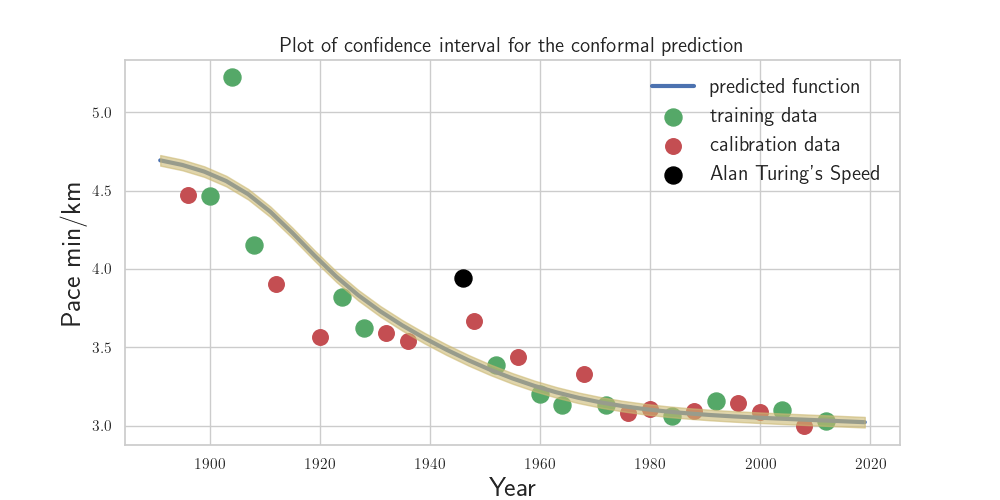 Plot of confidence interval for the conformal prediction
predicted function
training data
calibration data
Alan Turing's Speed
Pace min/km
5.0
4.5
4.0
3.5
3.0
1900 1920 1940 1960 1980 2000 2020
Year